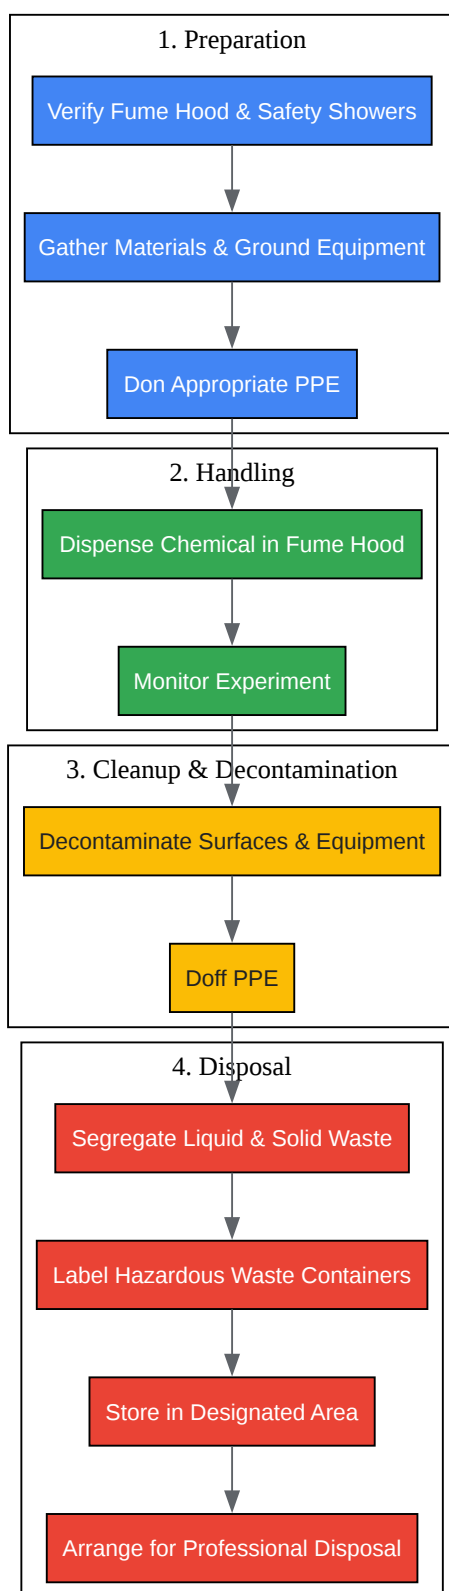 1. Preparation
Verify Fume Hood & Safety Showers
Gather Materials & Ground Equipment
Don Appropriate PPE
2. Handling
Dispense Chemical in Fume Hood
Monitor Experiment
3. Cleanup & Decontamination
Decontaminate Surfaces & Equipment
Doff PPE
4. Disposal
Segregate Liquid & Solid Waste
Label Hazardous Waste Containers
Store in Designated Area
Arrange for Professional Disposal